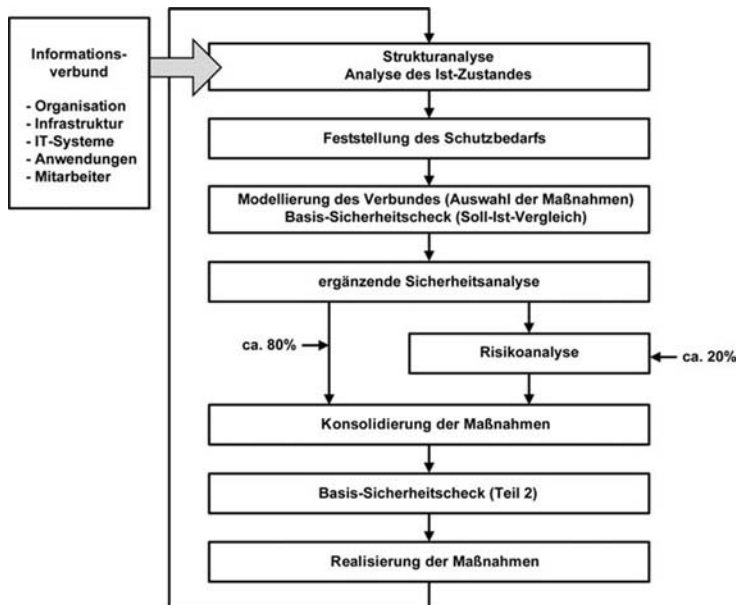 Informations-
verbund
- Organisation
- Infrastruktur
- IT-Systeme
- Anwendungen
- Mitarbeiter
Strukturanalyse
Analyse des Ist-Zustandes
Feststellung des Schutzbedarfs
Modellierung des Verbundes (Auswahl der Maßnahmen)
Basis-Sicherheitscheck (Soll-Ist-Vergleich)
ergänzende Sicherheitsanalyse
ca. 80%
Risikoanalyse
ca. 20%
Konsolidierung der Maßnahmen
Basis-Sicherheitscheck (Teil 2)
Realisierung der Maßnahmen